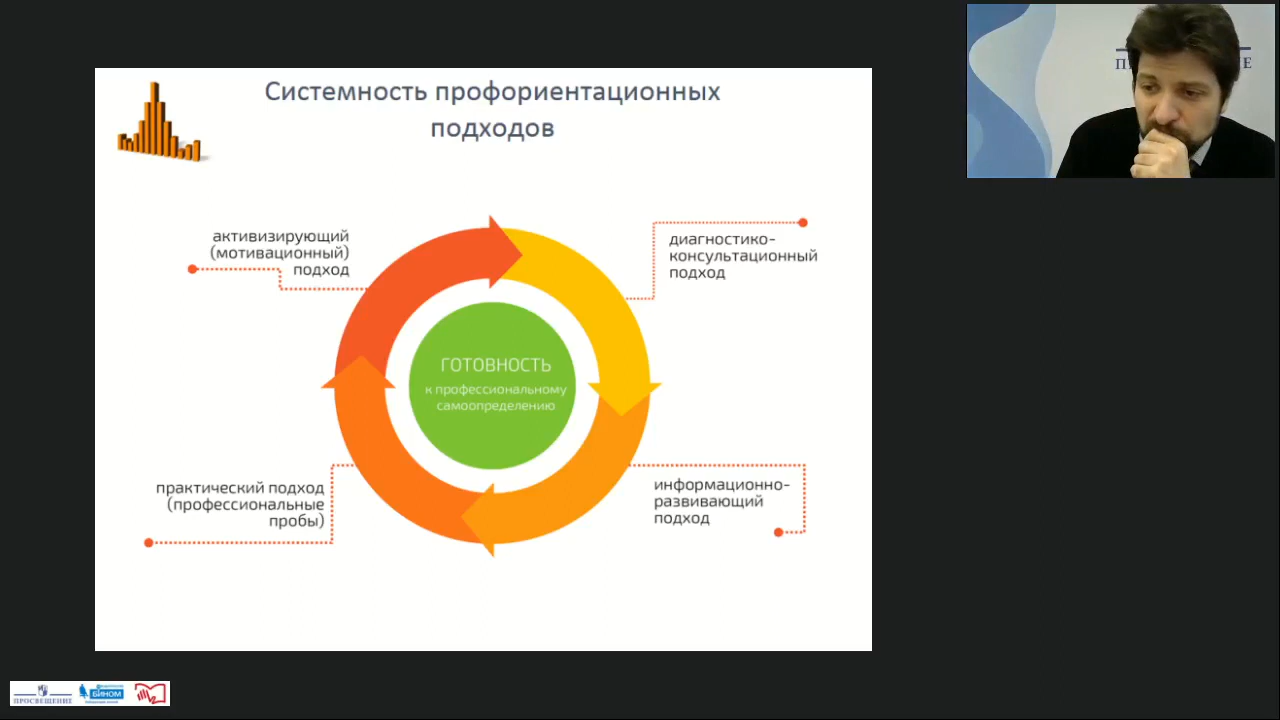 Системность профориентационных
подходов
активизирующий
(мотивационный)
подход
диагностико-
консультационный
подход
ГОТОВНОСТЬ
к профессиональному
самоопределению
практический подход
(профессиональные
пробы)
информационно-
развивающий
подход
ПРОСВЕЩЕНИЕ
БИНОМ